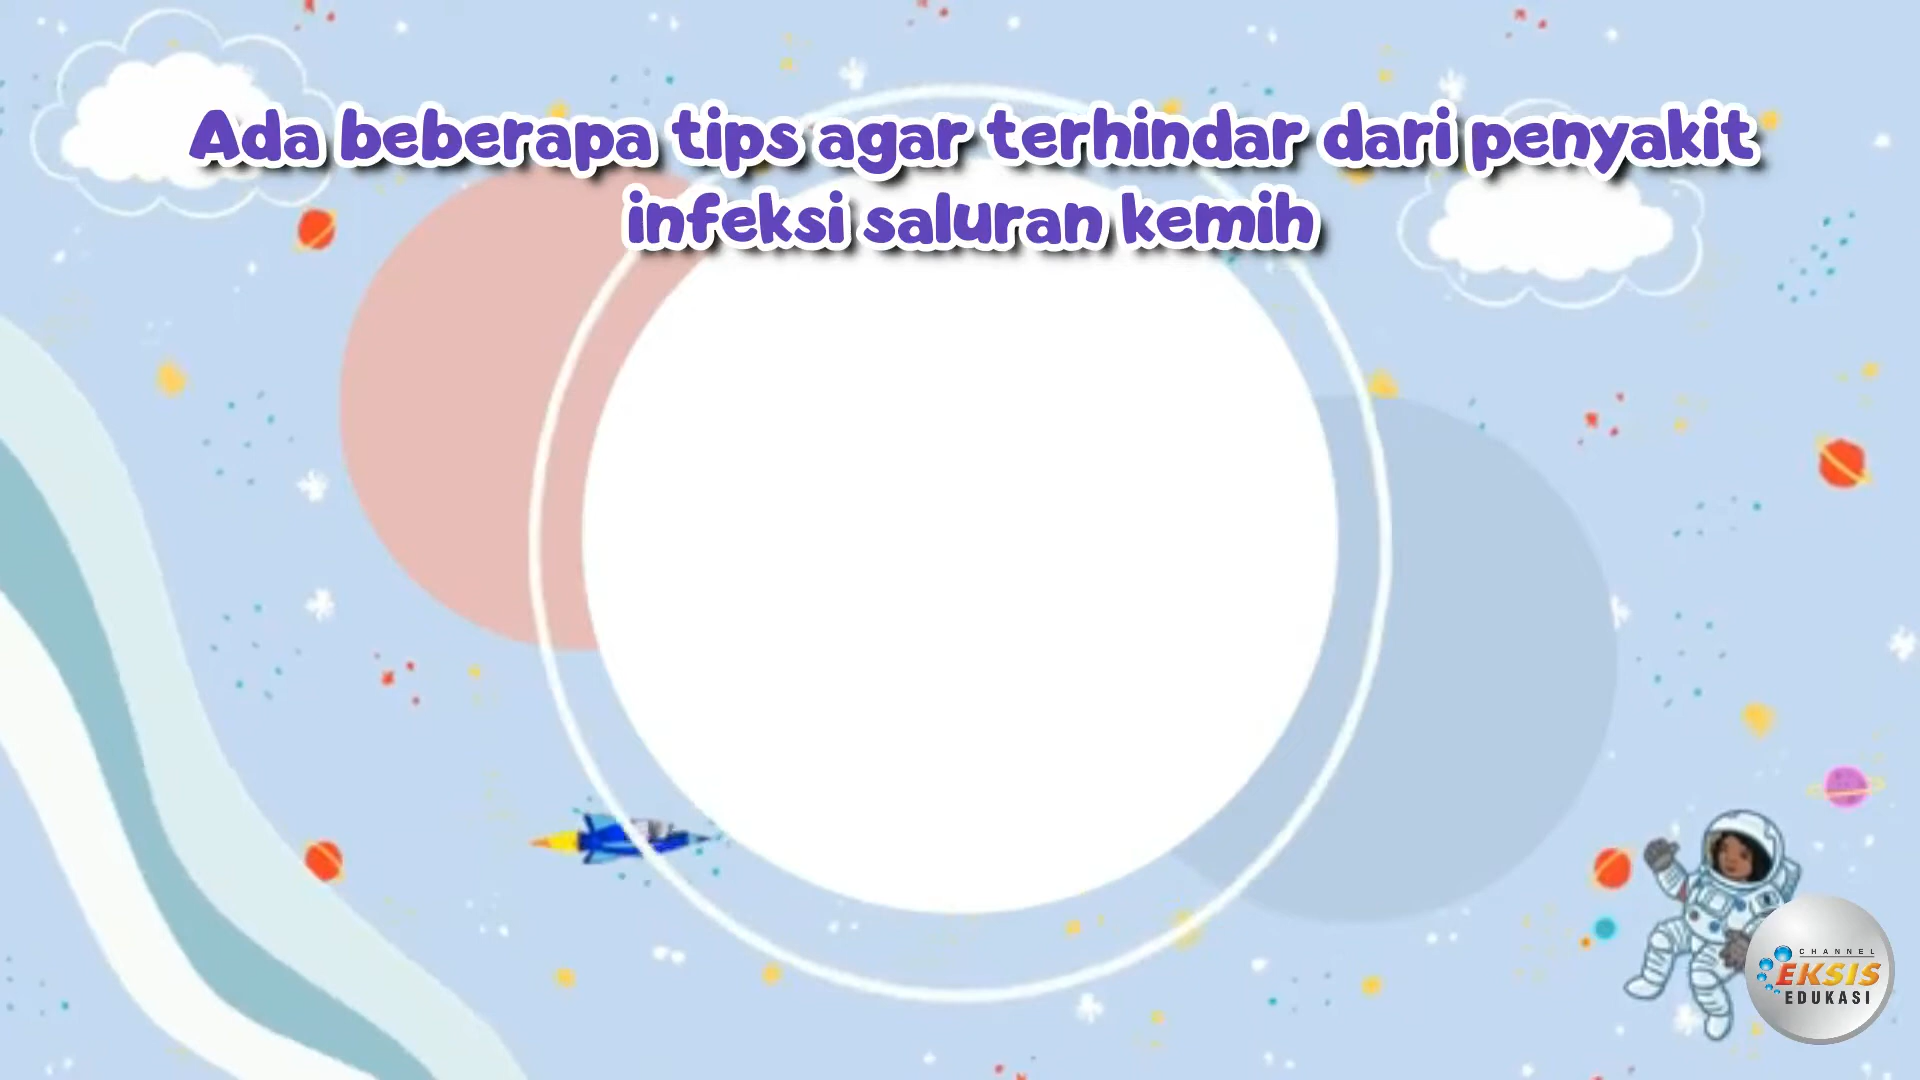 Ada beberapa tips agar terhindar dari penyakit
infeksi saluran kemih
CHANNEL
EKSIS
EDUKASI